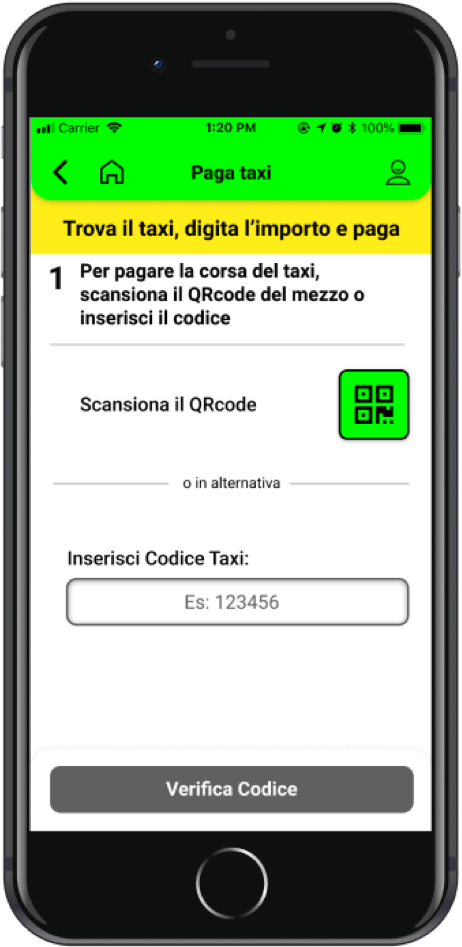 Carrier 1:20 PM 100%
Paga taxi
Trova il taxi, digita l'importo e paga
1 Per pagare la corsa del taxi,
scansiona il QRcode del mezzo o
inserisci il codice
Scansiona il QRcode
o in alternativa
Inserisci Codice Taxi:
Es: 123456
Verifica Codice